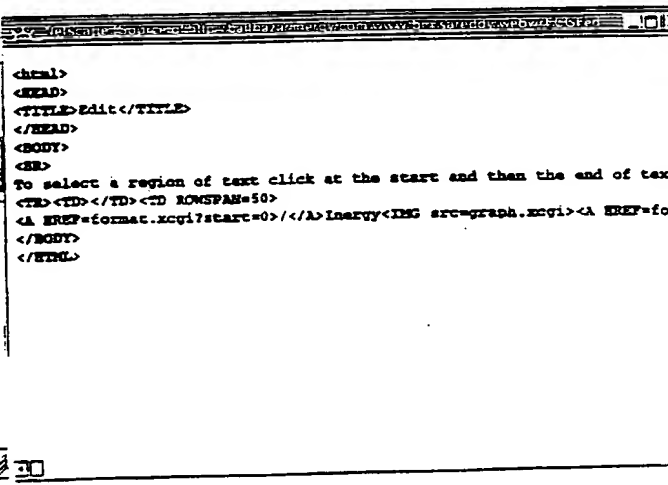 <html>
<HEAD>
<TITLE>Edit</TITLE>
</HEAD>
<BODY>
<BR>
To select a region of text click at the start and then the end of tex
<TR><TD></TD><TD ROWSPAN=50>
<A HREF=format.xcgi?start=0>/</A>Inergy<IMG src=graph.xcgi><A HREF=fo
</BODY>
</HTML>